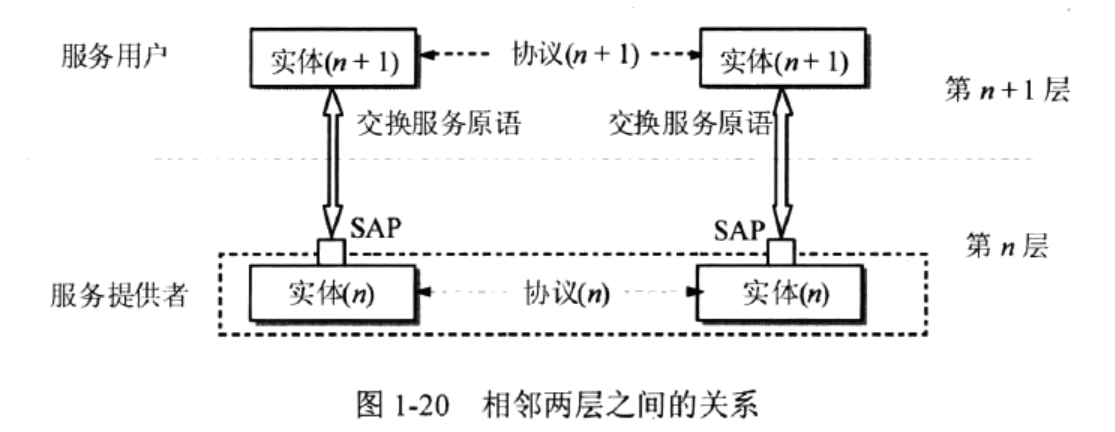 服务用户 实体(n + 1) 协议(n + 1) 实体(n + 1)
第 n + 1 层
交换服务原语 交换服务原语
SAP SAP
第 n 层
服务提供者 实体(n) 协议(n) 实体(n)
图 1-20 相邻两层之间的关系